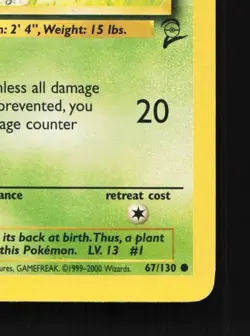 n: 2' 4", Weight: 15 lbs.
nless all damage
prevented, you
age counter
20
ance retreat cost
its back at birth. Thus, a plant
this Pokémon. LV. 13 #1
ures, GAMEFREAK. ©1999-2000 Wizards. 67/130 ●